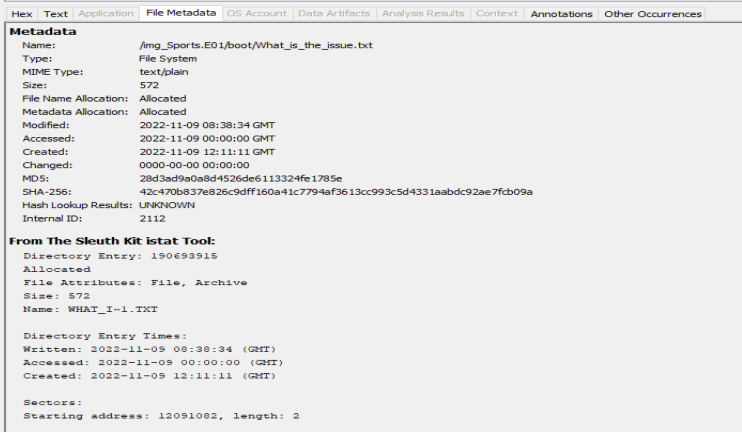 Hex Text Application File Metadata OS Account Data Artifacts Analysis Results Context Annotations Other Occurrences
Metadata
Name: /img_Sports.E01/boot/What_is_the_issue.txt
Type: File System
MIME Type: text/plain
Size: 572
File Name Allocation: Allocated
Metadata Allocation: Allocated
Modified: 2022-11-09 08:38:34 GMT
Accessed: 2022-11-09 00:00:00 GMT
Created: 2022-11-09 12:11:11 GMT
Changed: 0000-00-00 00:00:00
MD5: 28d3ad9a0a8d4526de6113324fe1785e
SHA-256: 42c470b837e826c9dff160a41c7794af3613cc993c5d4331aabdc92ae7fcb09a
Hash Lookup Results: UNKNOWN
Internal ID: 2112
From The Sleuth Kit istat Tool:
Directory Entry: 190693915
Allocated
File Attributes: File, Archive
Size: 572
Name: WHAT_I~1.TXT
Directory Entry Times:
Written: 2022-11-09 08:38:34 (GMT)
Accessed: 2022-11-09 00:00:00 (GMT)
Created: 2022-11-09 12:11:11 (GMT)
Sectors:
Starting address: 12091082, length: 2